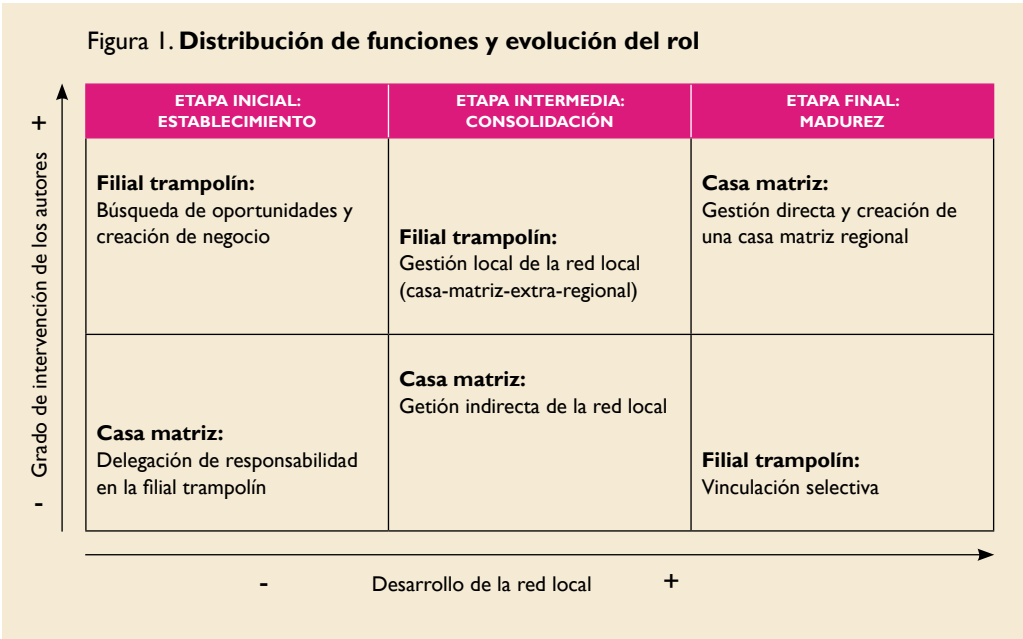 Figura 1. Distribución de funciones y evolución del rol
ETAPA INICIAL:
ESTABLECIMIENTO
ETAPA INTERMEDIA:
CONSOLIDACIÓN
ETAPA FINAL:
MADUREZ
+
Grado de intervención de los autores
-
Filial trampolín:
Búsqueda de oportunidades y
creación de negocio
Filial trampolín:
Gestión local de la red local
(casa-matriz-extra-regional)
Casa matriz:
Gestión directa y creación de
una casa matriz regional
Casa matriz:
Delegación de responsabilidad
en la filial trampolín
Casa matriz:
Getión indirecta de la red local
Filial trampolín:
Vinculación selectiva
- Desarrollo de la red local +